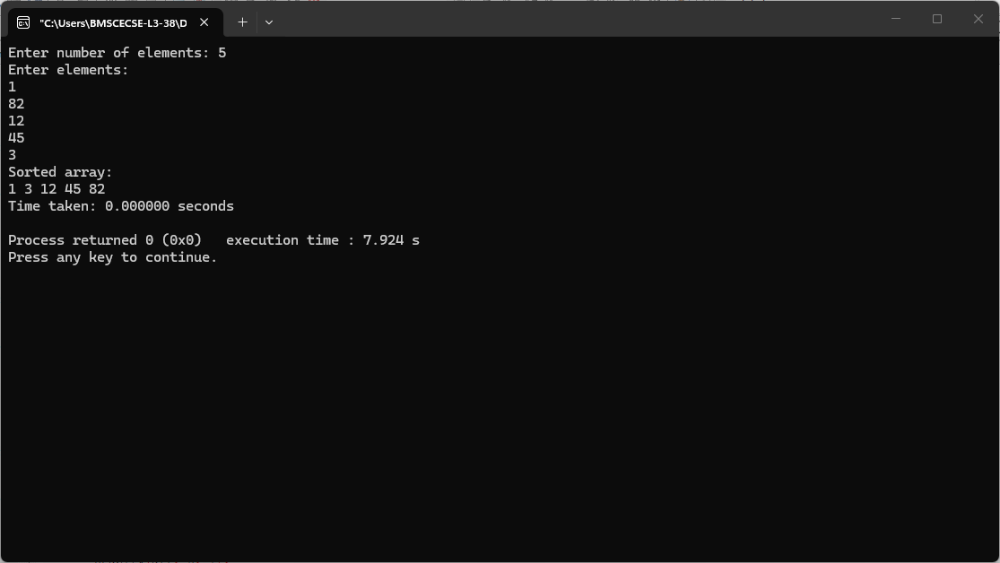 "C:\Users\BMSCECSE-L3-38\D
Enter number of elements: 5
Enter elements:
1
82
12
45
3
Sorted array:
1 3 12 45 82
Time taken: 0.000000 seconds
Process returned 0 (0x0)   execution time : 7.924 s
Press any key to continue.